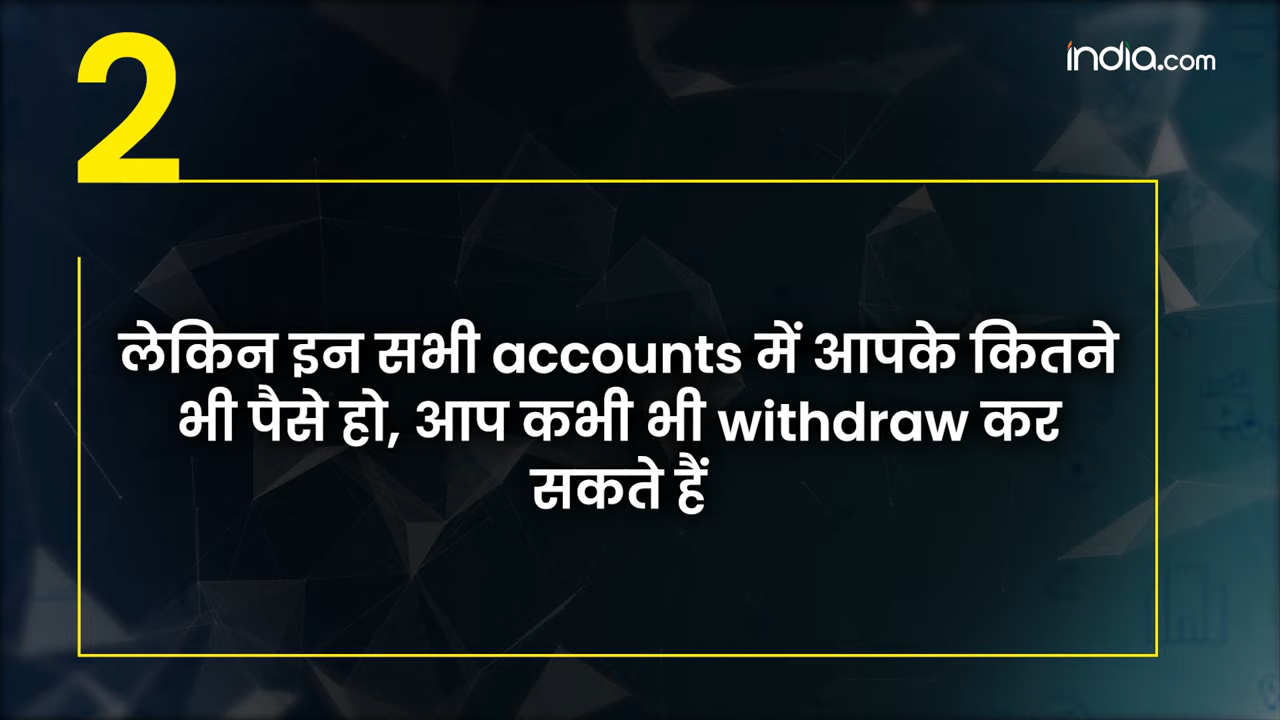 2
india.com
लेकिन इन सभी accounts में आपके कितने
भी पैसे हो, आप कभी भी withdraw कर
सकते हैं